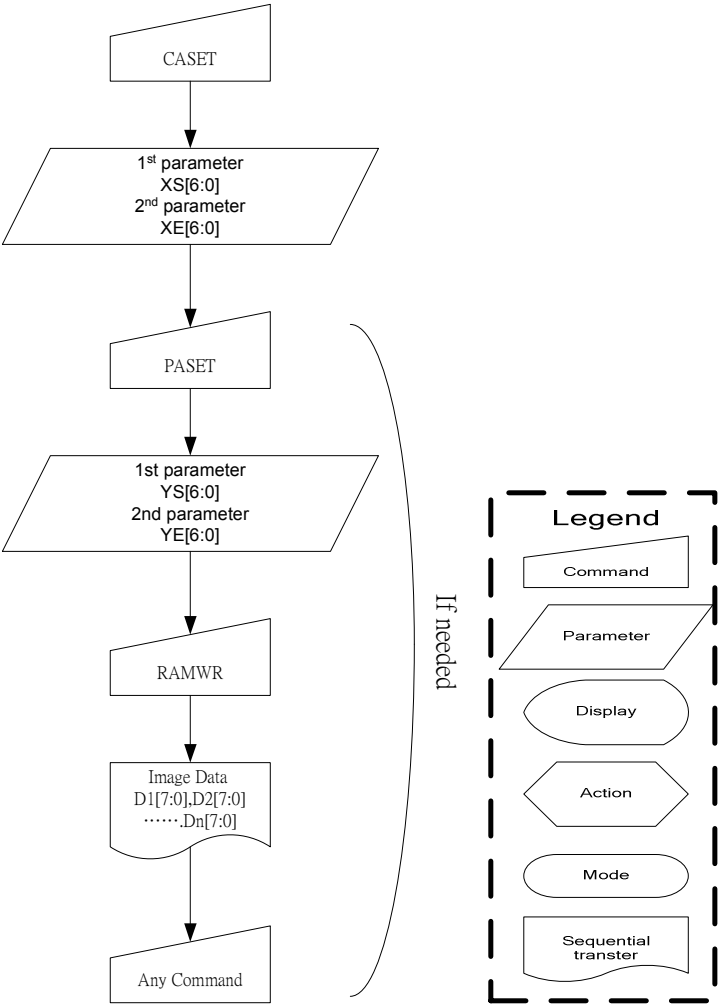 CASET
1st parameter
XS[6:0]
2nd parameter
XE[6:0]
PASET
1st parameter
YS[6:0]
2nd parameter
YE[6:0]
RAMWR
Image Data
D1[7:0],D2[7:0]
…….Dn[7:0]
Any Command
If needed
Legend
Command
Parameter
Display
Action
Mode
Sequential
transter